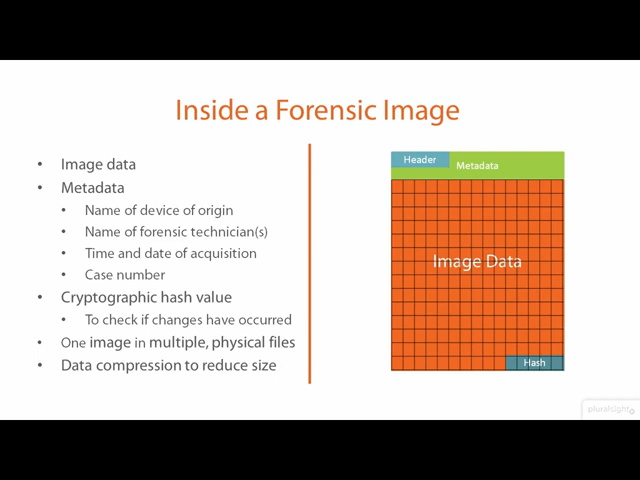 Inside a Forensic Image
• Image data
• Metadata
• Name of device of origin
• Name of forensic technician(s)
• Time and date of acquisition
• Case number
• Cryptographic hash value
• To check if changes have occurred
• One image in multiple, physical files
• Data compression to reduce size
Header
Metadata
Image Data
Hash
pluralsight